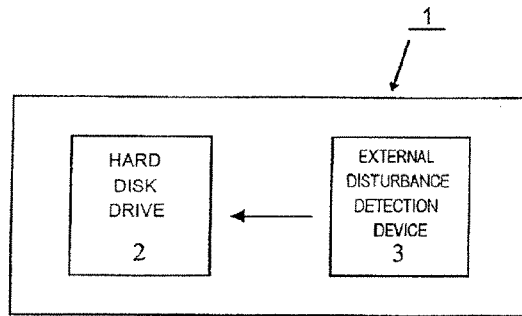 1
HARD
DISK
DRIVE
2
EXTERNAL
DISTURBANCE
DETECTION
DEVICE
3